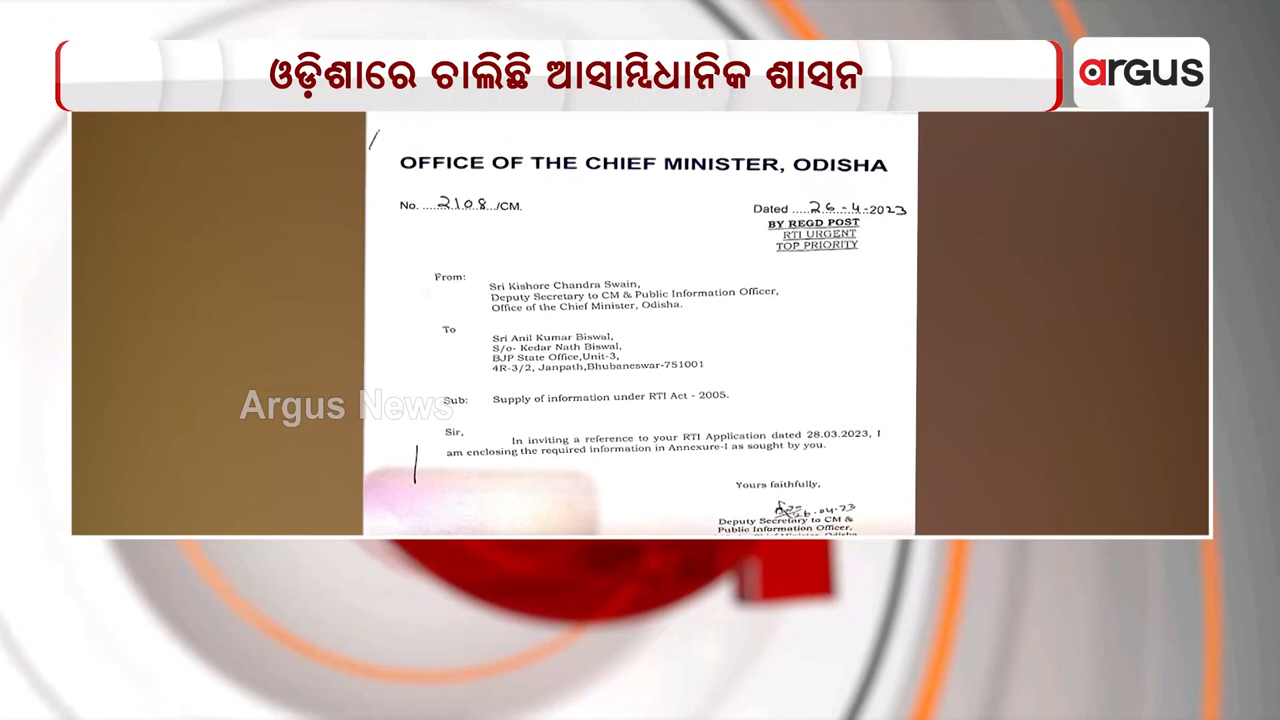 ଓଡ଼ିଶାରେ ଚାଲିଛି ଆସାମ୍ବିଧାନିକ ଶାସନ
argus
OFFICE OF THE CHIEF MINISTER, ODISHA
No. ....2108.../CM.
Dated .....26-4-2023
BY REGD POST
RTI URGENT
TOP PRIORITY
From:
Sri Kishore Chandra Swain,
Deputy Secretary to CM & Public Information Officer,
Office of the Chief Minister, Odisha.
To
Sri Anil Kumar Biswal,
S/o- Kedar Nath Biswal,
BJP State Office,Unit-3,
4R-3/2, Janpath,Bhubaneswar-751001
Argus News
Sub: Supply of information under RTI Act - 2005.
Sir,
In inviting a reference to your RTI Application dated 28.03.2023, I
am enclosing the required information in Annexure-I as sought by you.
Yours faithfully,
26.04.23
Deputy Secretary to CM &
Public Information Officer,
Chief Minister, Odisha